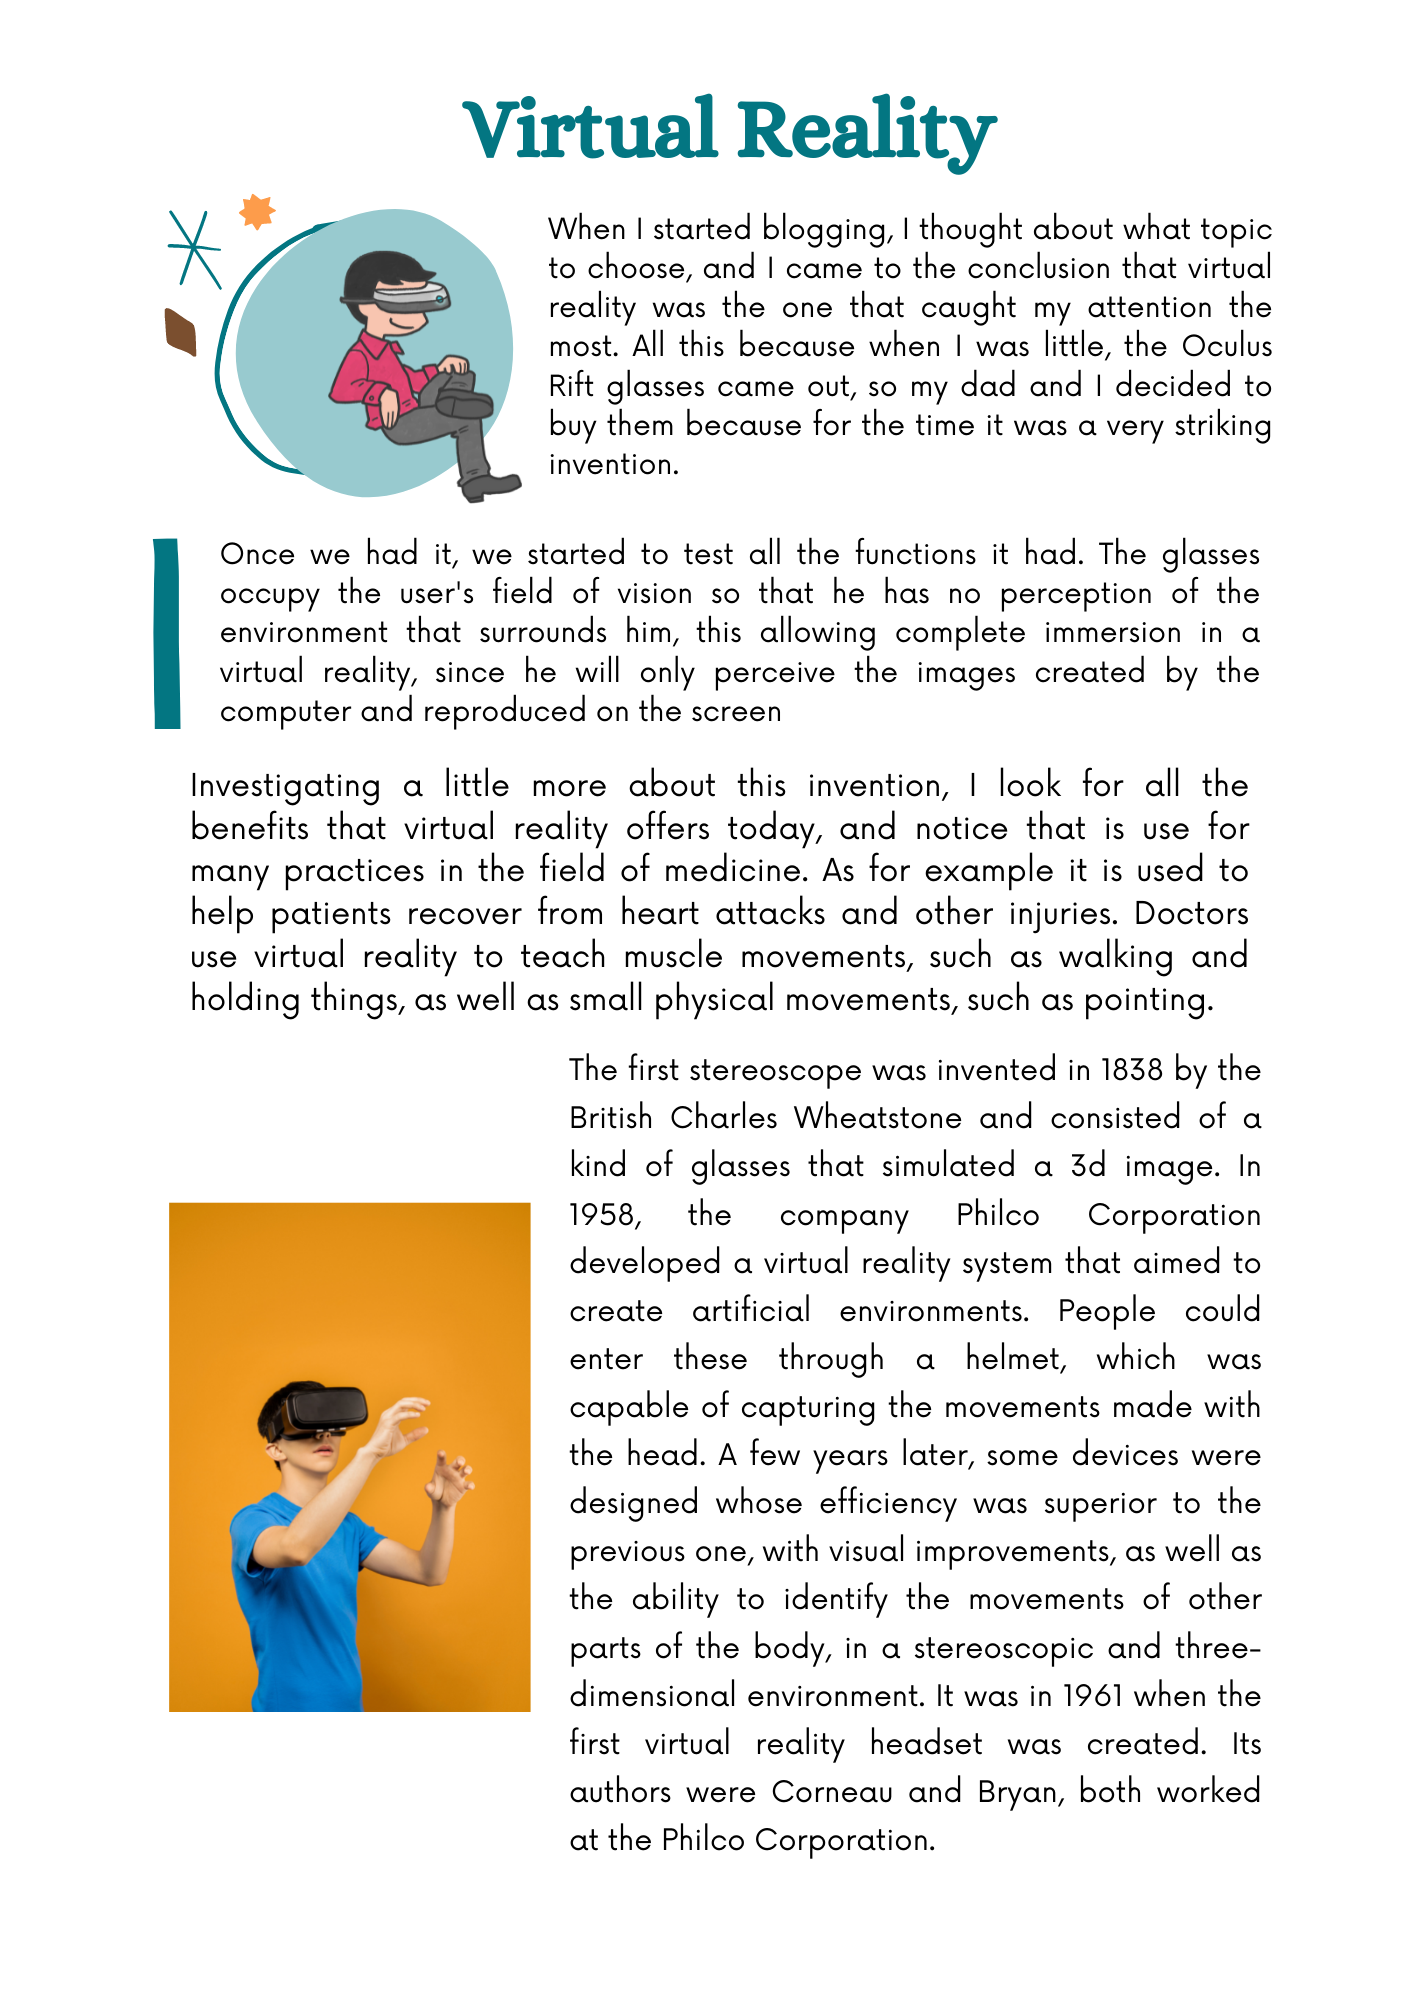 Virtual Reality
When I started blogging, I thought about what topic
to choose, and I came to the conclusion that virtual
reality was the one that caught my attention the
most. All this because when I was little, the Oculus
Rift glasses came out, so my dad and I decided to
buy them because for the time it was a very striking
invention.
Once we had it, we started to test all the functions it had. The glasses
occupy the user's field of vision so that he has no perception of the
environment that surrounds him, this allowing complete immersion in a
virtual reality, since he will only perceive the images created by the
computer and reproduced on the screen
Investigating a little more about this invention, I look for all the
benefits that virtual reality offers today, and notice that is use for
many practices in the field of medicine. As for example it is used to
help patients recover from heart attacks and other injuries. Doctors
use virtual reality to teach muscle movements, such as walking and
holding things, as well as small physical movements, such as pointing.
The first stereoscope was invented in 1838 by the
British Charles Wheatstone and consisted of a
kind of glasses that simulated a 3d image. In
1958, the company Philco Corporation
developed a virtual reality system that aimed to
create artificial environments. People could
enter these through a helmet, which was
capable of capturing the movements made with
the head. A few years later, some devices were
designed whose efficiency was superior to the
previous one, with visual improvements, as well as
the ability to identify the movements of other
parts of the body, in a stereoscopic and three-
dimensional environment. It was in 1961 when the
first virtual reality headset was created. Its
authors were Corneau and Bryan, both worked
at the Philco Corporation.